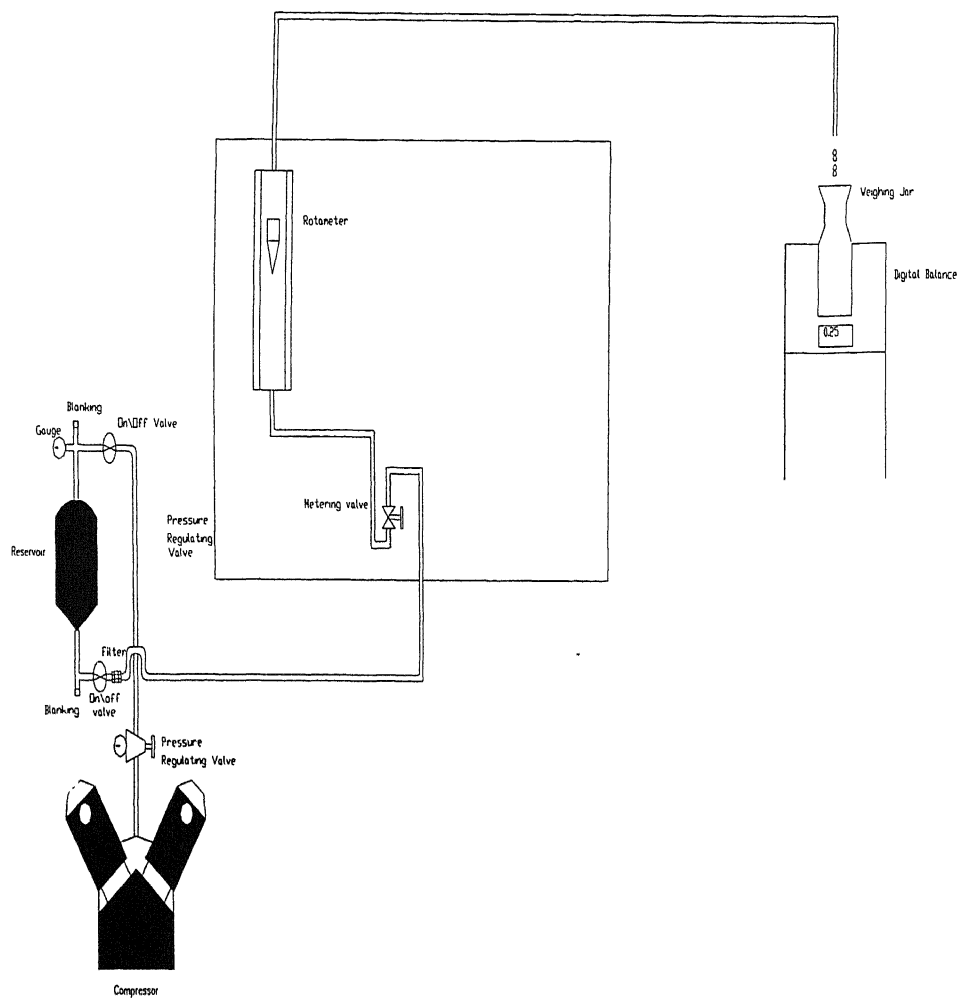 Rotameter
Weighing Jar
Digital Balance
0.25
Blanking
On\Off Valve
Gauge
Metering valve
Pressure
Regulating
Valve
Reservoir
Filter
On\off
valve
Blanking
Pressure
Regulating Valve
Compressor